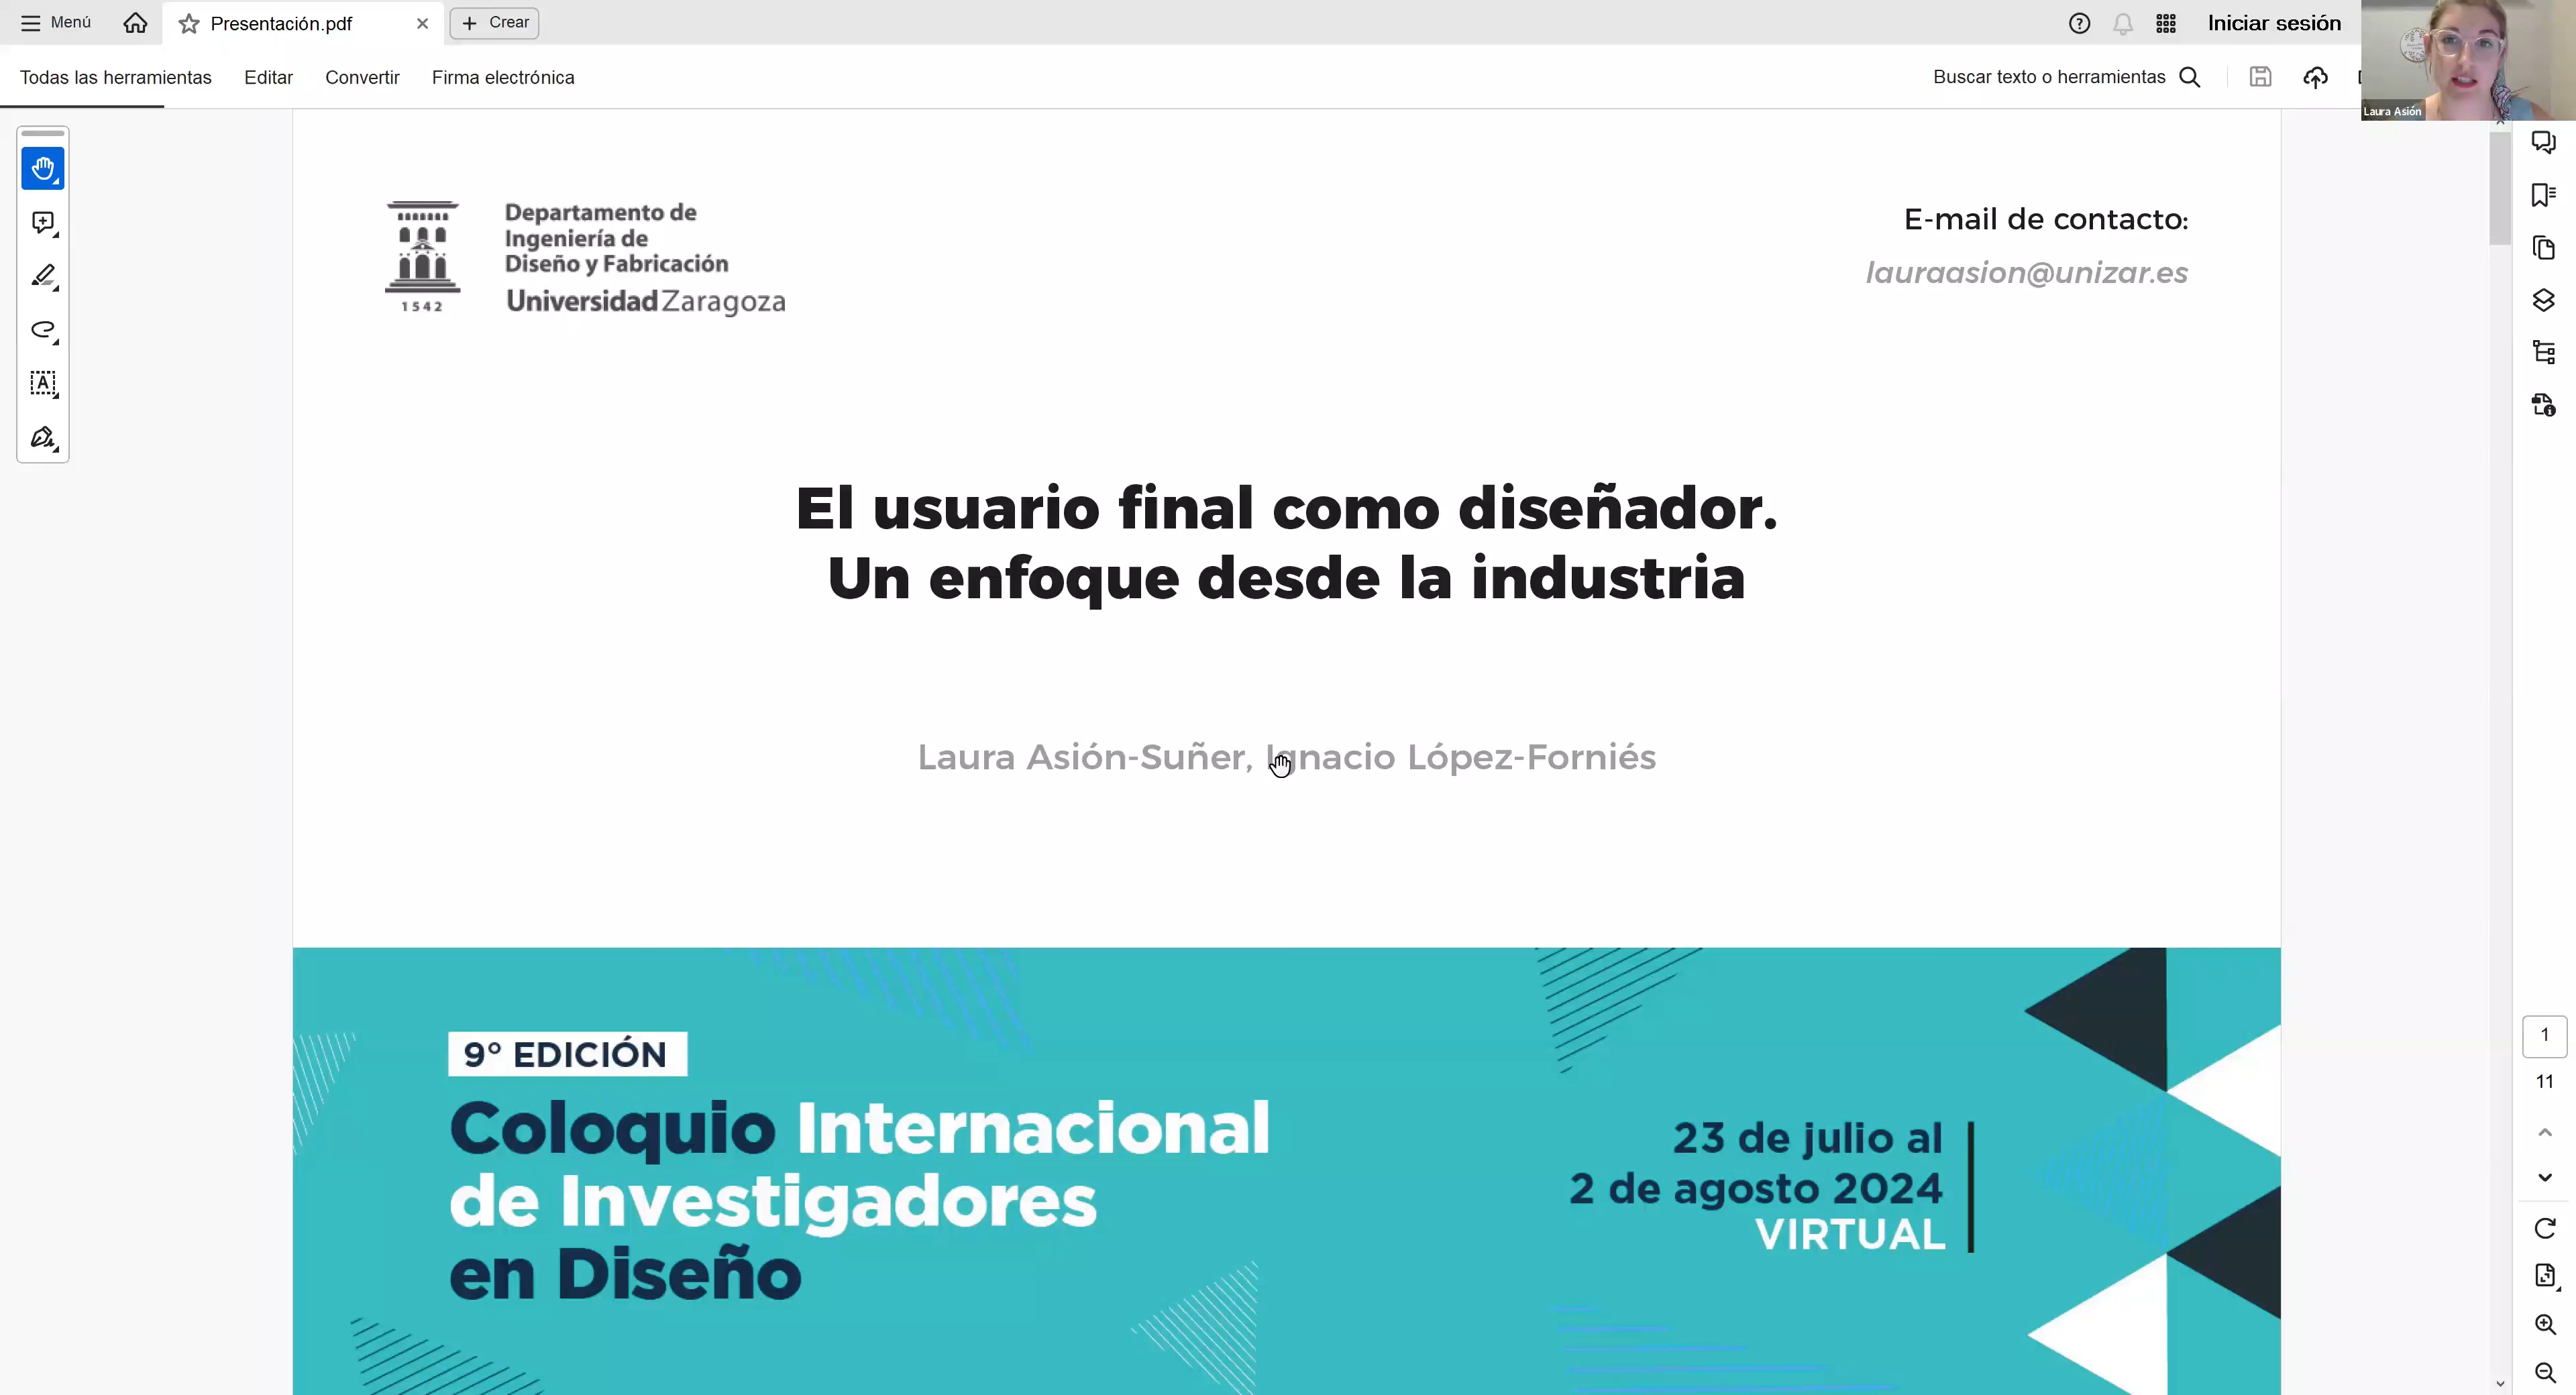 Menú
Presentación.pdf
Crear
Iniciar sesión
Todas las herramientas
Editar
Convertir
Firma electrónica
Buscar texto o herramientas
Laura Asión
Departamento de
Ingeniería de
Diseño y Fabricación
Universidad Zaragoza
1542
E-mail de contacto:
lauraasion@unizar.es
El usuario final como diseñador.
Un enfoque desde la industria
Laura Asión-Suñer, Ignacio López-Forniés
9° EDICIÓN
Coloquio Internacional
de Investigadores
en Diseño
23 de julio al
2 de agosto 2024
VIRTUAL
1
11